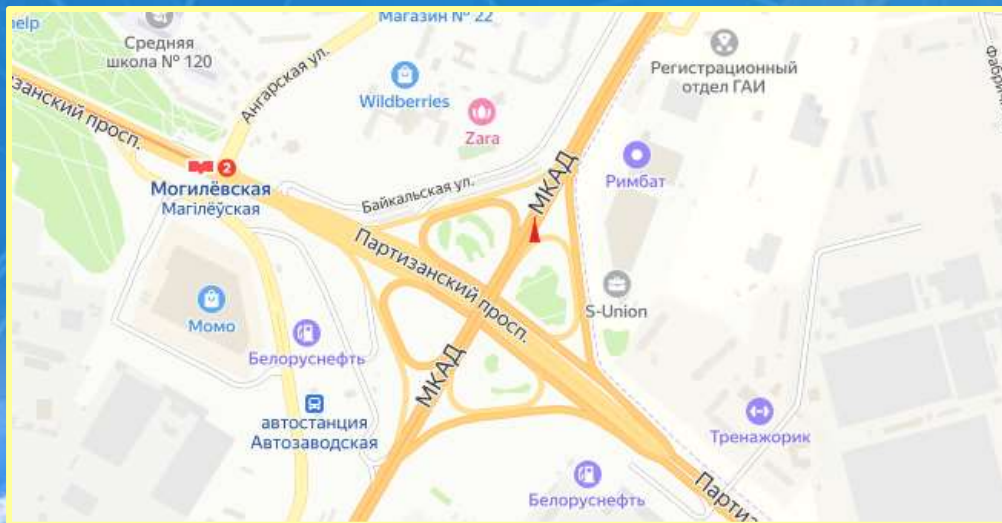 help
Магазин № 22
Средняя
школа № 120
Ангарская ул.
Wildberries
Zara
Регистрационный
отдел ГАИ
занский просп.
2
Могилёвская
Магілёўская
Байкальская ул.
МКАД
Римбат
Партизанский просп.
S-Union
Момо
Белоруснефть
МКАД
автостанция
Автозаводская
Тренажорик
Белоруснефть